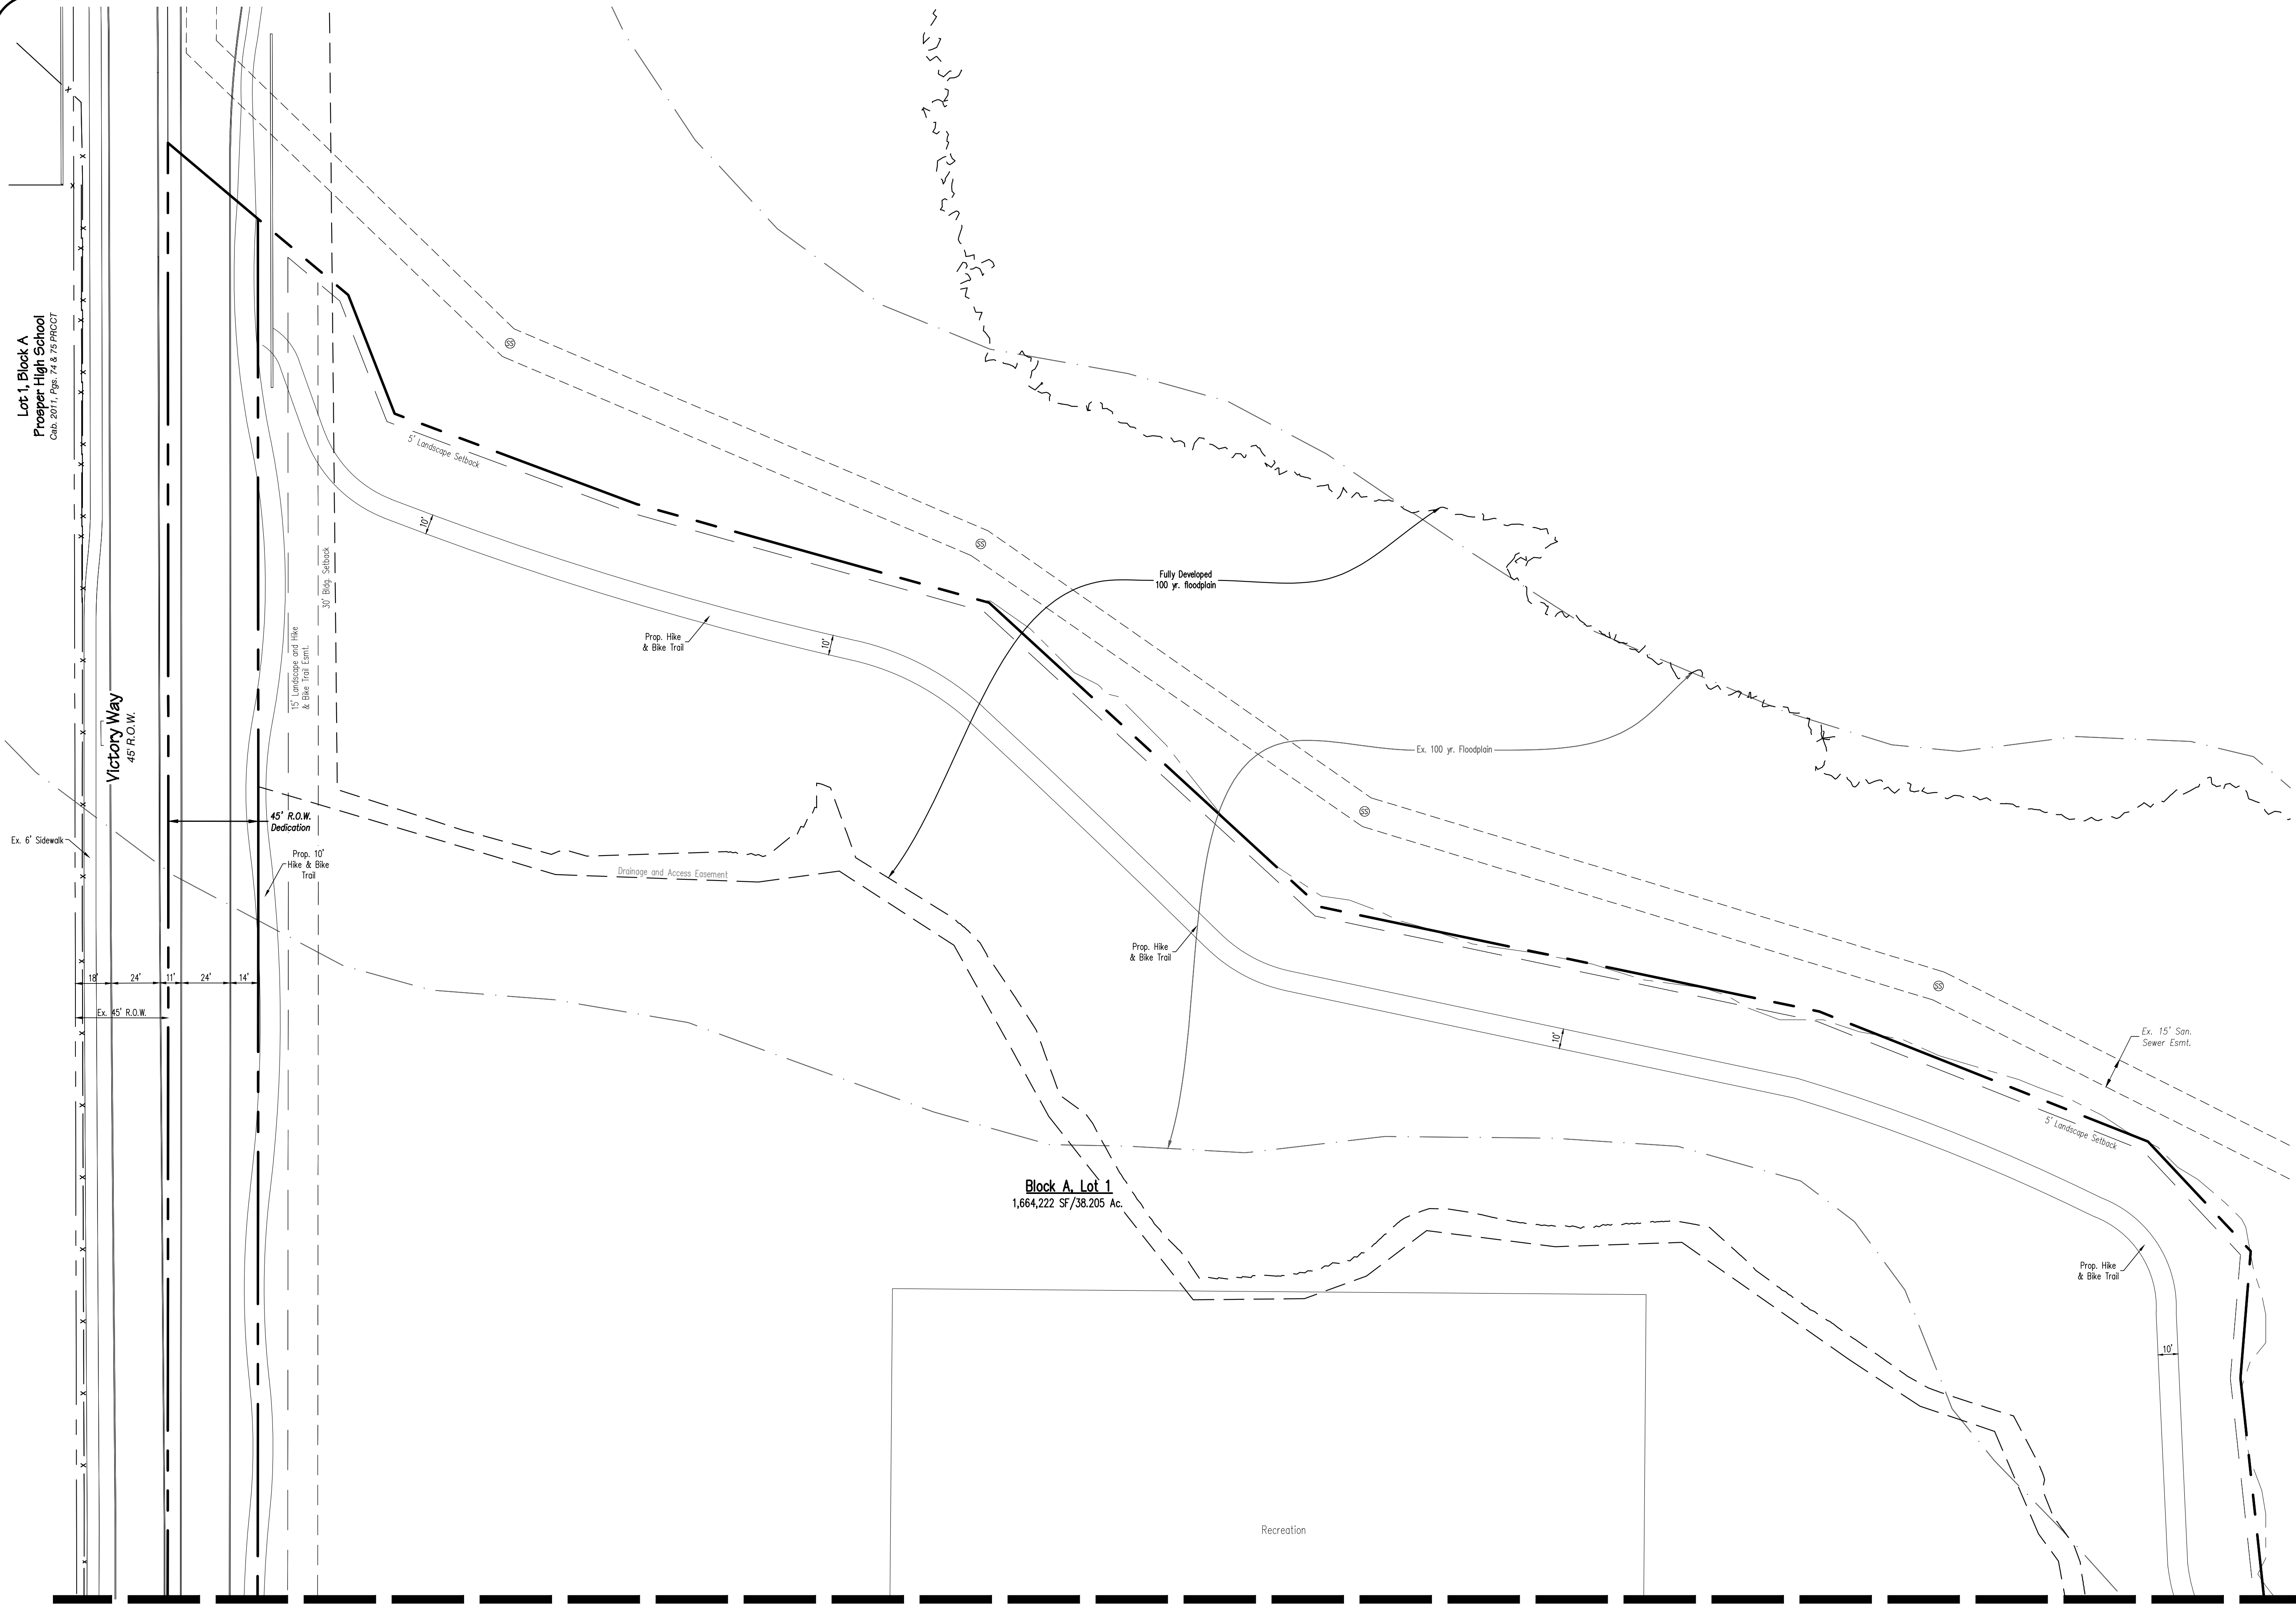 Lot 1, Block A
Prosper High School
Cab. 2011, Pgs. 74 & 75 PRCCT
SS
5' Landscape Setback
10'
SS
30' Bldg. Setback
Fully Developed
100 yr. floodplain
Prop. Hike
& Bike Trail
10'
15' Landscape and Hike
& Bike Trail Esmt.
Victory Way
45' R.O.W.
Ex. 100 yr. Floodplain
SS
45' R.O.W.
Dedication
Ex. 6' Sidewalk
Prop. 10'
Hike & Bike
Trail
Drainage and Access Easement
Prop. Hike
& Bike Trail
18'
24'
11'
24'
14'
SS
Ex. 45' R.O.W.
10'
Ex. 15' San.
Sewer Esmt.
5' Landscape Setback
Block A, Lot 1
1,664,222 SF/38.205 Ac.
Prop. Hike
& Bike Trail
10'
Recreation